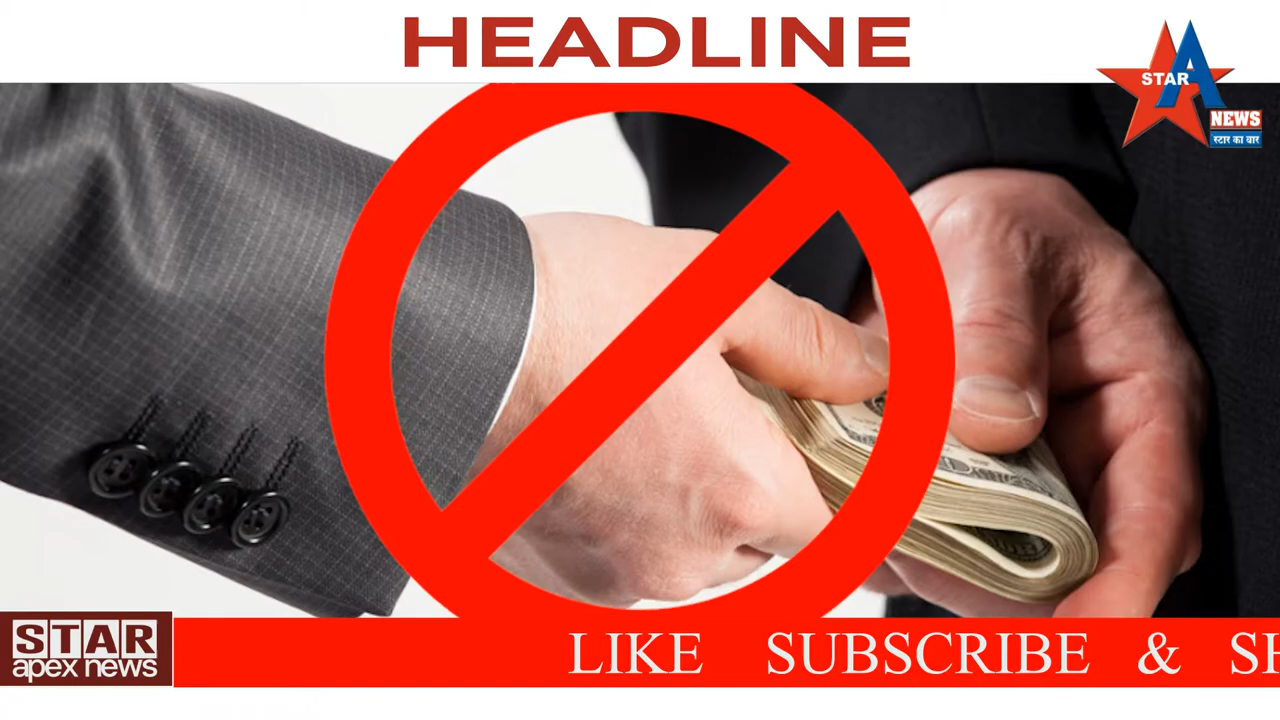 HEADLINE
STAR A
NEWS
स्टार का वार
STAR
apex news
LIKE SUBSCRIBE &